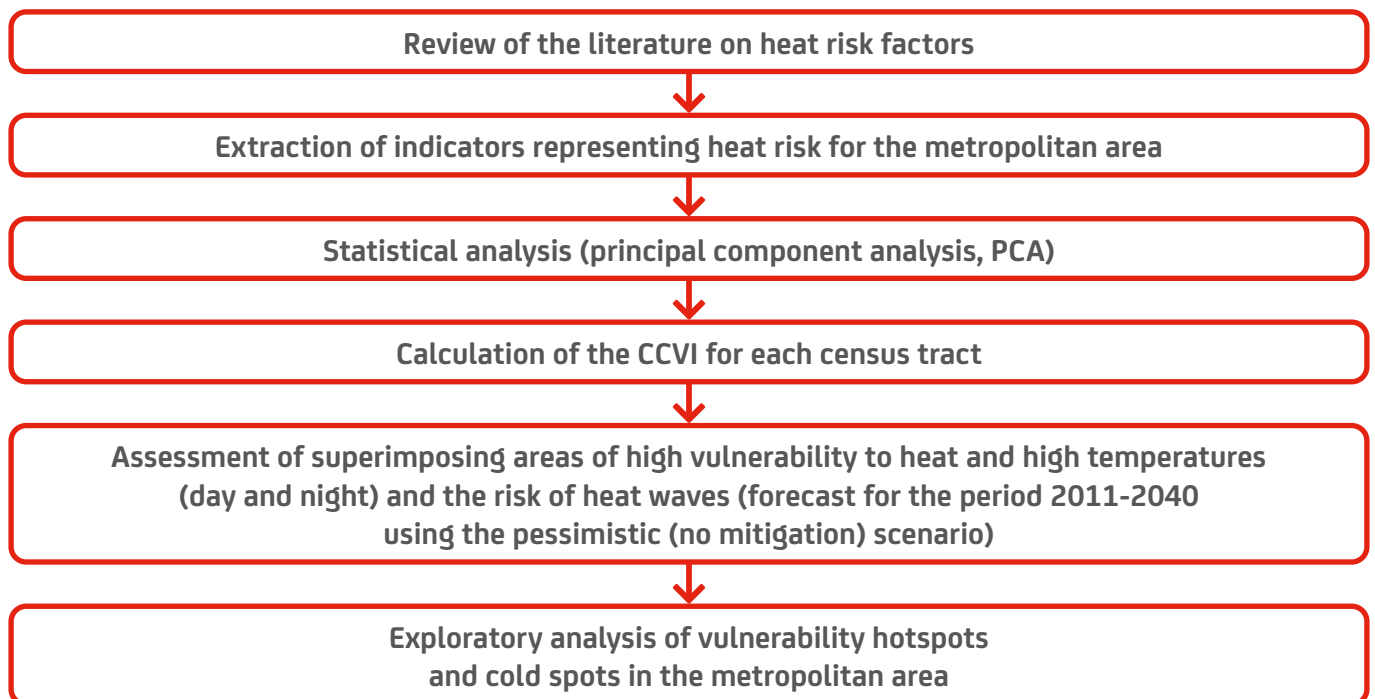 Review of the literature on heat risk factors
Extraction of indicators representing heat risk for the metropolitan area
Statistical analysis (principal component analysis, PCA)
Calculation of the CCVI for each census tract
Assessment of superimposing areas of high vulnerability to heat and high temperatures
(day and night) and the risk of heat waves (forecast for the period 2011-2040
using the pessimistic (no mitigation) scenario)
Exploratory analysis of vulnerability hotspots
and cold spots in the metropolitan area